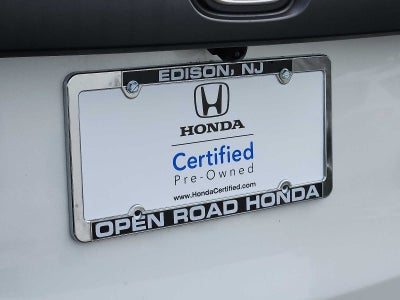 EDISON, NJ
HONDA
Certified
Pre-Owned
www.HondaCertified.com
OPEN ROAD HONDA